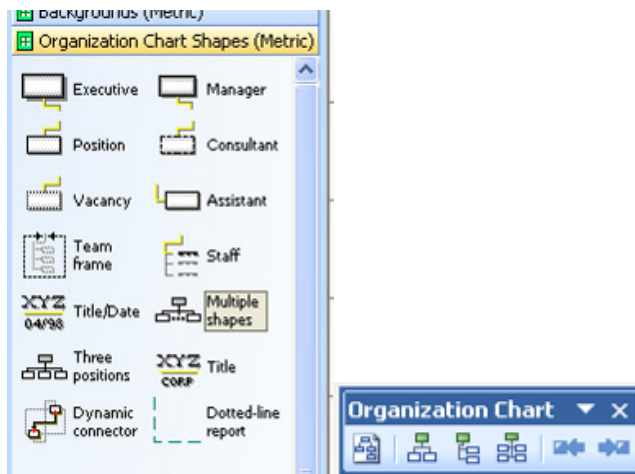 Backgrounds (Metric)
Organization Chart Shapes (Metric)
Executive
Manager
Position
Consultant
Vacancy
Assistant
Team
frame
Staff
XYZ
04/98
Title/Date
Multiple
shapes
Three
positions
XYZ
CORP
Title
Dynamic
connector
Dotted-line
report
Organization Chart